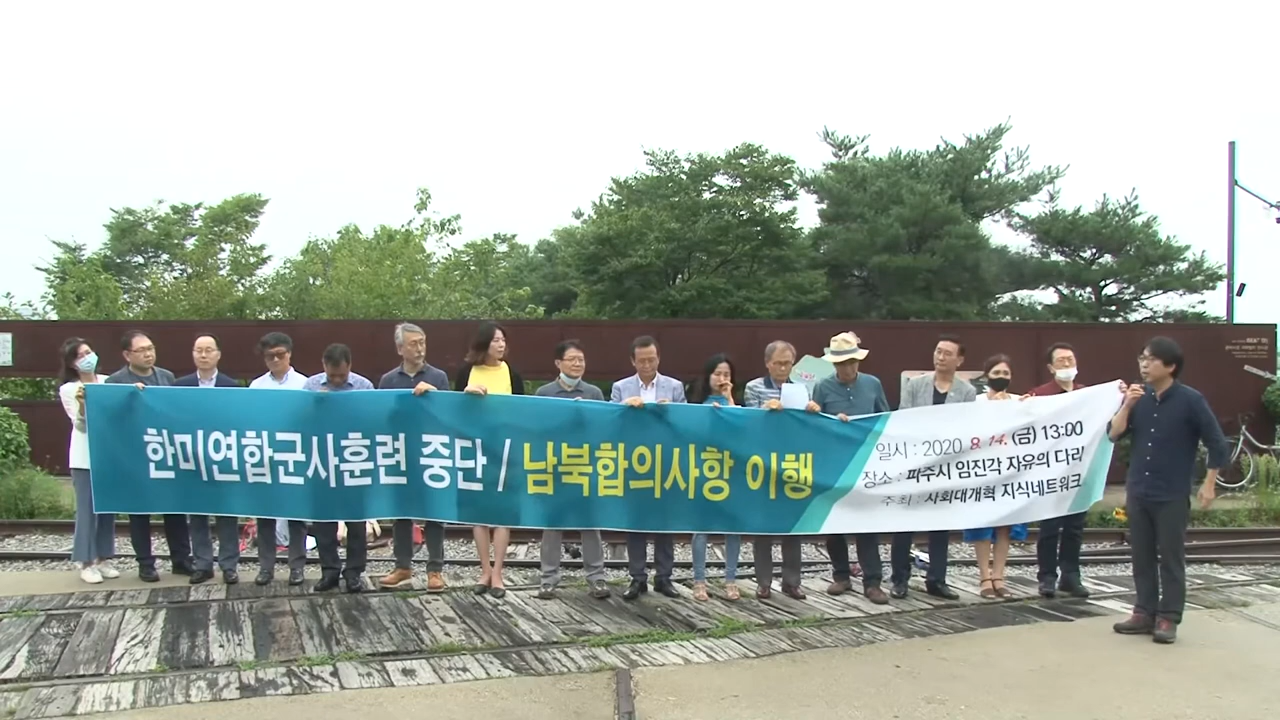 한미연합군사훈련 중단 / 남북합의사항 이행
일시 : 2020 8. 14. (금) 13:00
장소 : 파주시 임진각 자유의 다리
주최 : 사회대개혁 지식네트워크